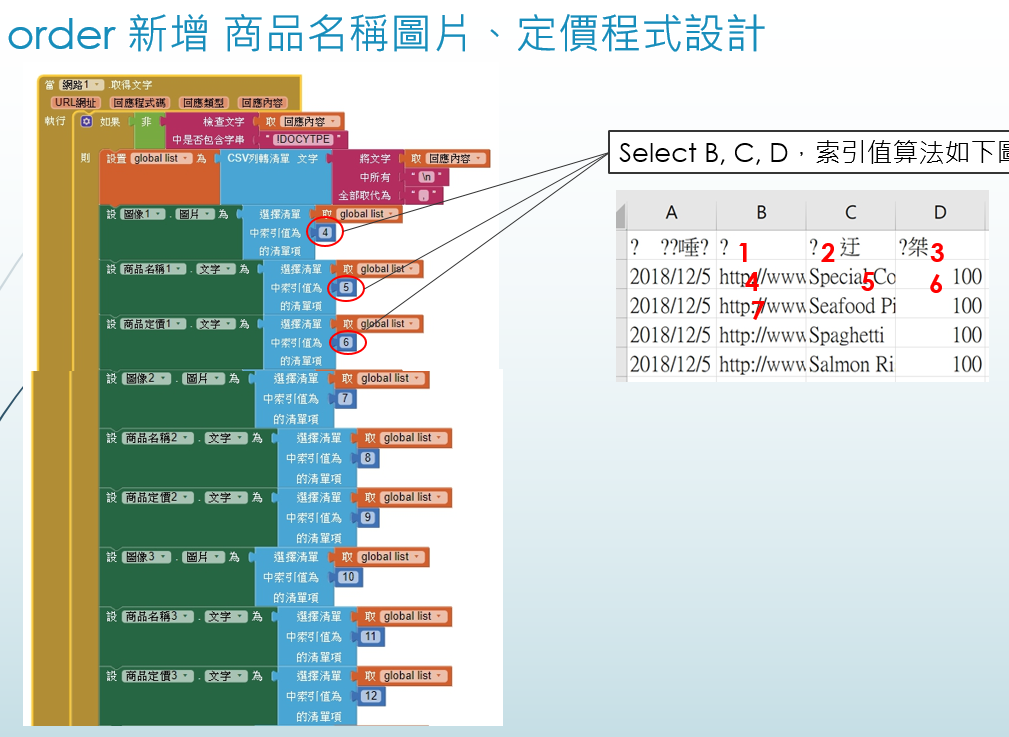 order 新增 商品名稱圖片、定價程式設計
當 網路1 .取得文字
URL網址 回應程式碼 回應類型 回應內容
執行 如果 非 檢查文字 取 回應內容
中是否包含字串 " !DOCYTPE "
則 設置 global list 為 CSV列轉清單 文字 將文字 取 回應內容
中所有 " \n "
全部取代為 " , "
設 圖像1 . 圖片 為 選擇清單 取 global list
中索引值為 4
的清單項
設 商品名稱1 . 文字 為 選擇清單 取 global list
中索引值為 5
的清單項
設 商品定價1 . 文字 為 選擇清單 取 global list
中索引值為 6
的清單項
設 圖像2 . 圖片 為 選擇清單 取 global list
中索引值為 7
的清單項
設 商品名稱2 . 文字 為 選擇清單 取 global list
中索引值為 8
的清單項
設 商品定價2 . 文字 為 選擇清單 取 global list
中索引值為 9
的清單項
設 圖像3 . 圖片 為 選擇清單 取 global list
中索引值為 10
的清單項
設 商品名稱3 . 文字 為 選擇清單 取 global list
中索引值為 11
的清單項
設 商品定價3 . 文字 為 選擇清單 取 global list
中索引值為 12
的清單項
Select B, C, D，索引值算法如下
A B C D
? ??唾? ? 1 ? 2 迂 ?桀 3
2018/12/5 http://www Special Co 100
4 5 6
2018/12/5 http://www Seafood Pi 100
7
2018/12/5 http://www Spaghetti 100
2018/12/5 http://www Salmon Ri 100